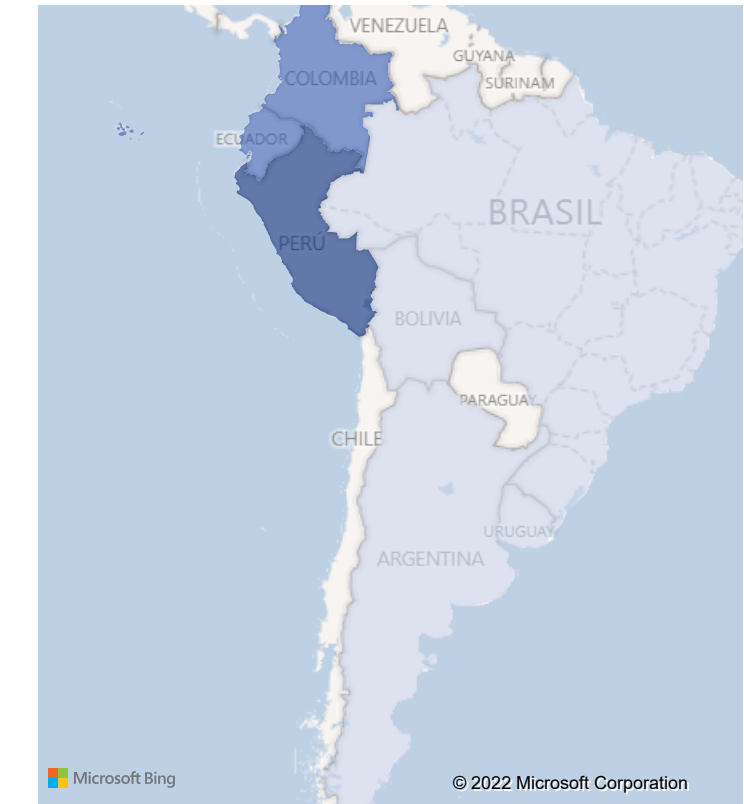 VENEZUELA
GUYANA
COLOMBIA
SURINAM
ECUADOR
BRASIL
PERÚ
BOLIVIA
PARAGUAY
CHILE
URUGUAY
ARGENTINA
Microsoft Bing
© 2022 Microsoft Corporation